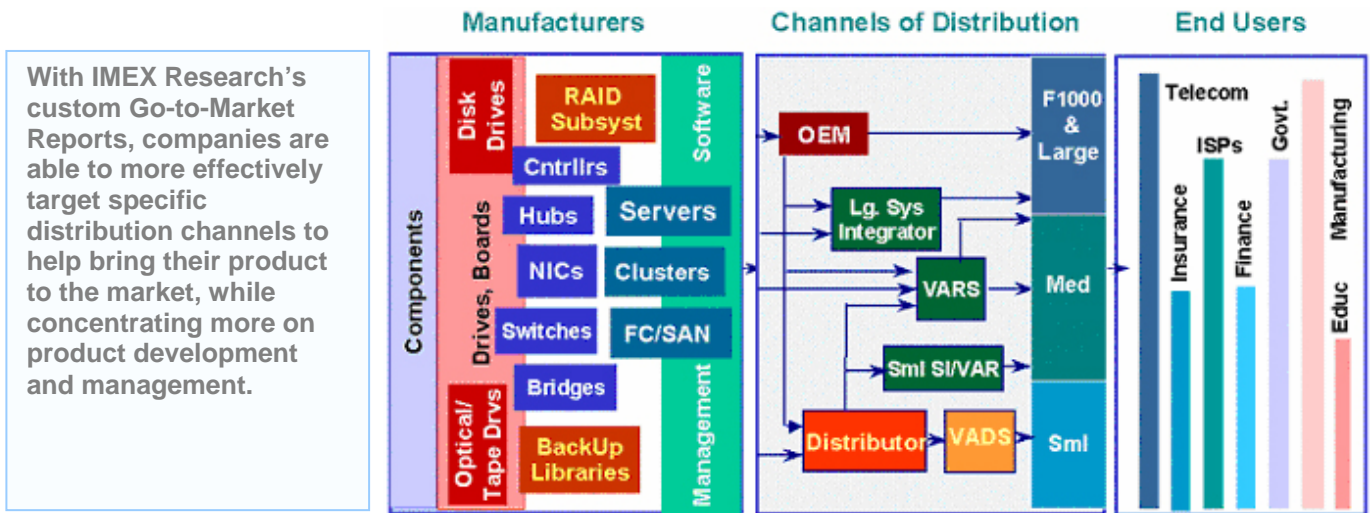 Manufacturers
Channels of Distribution
End Users
With IMEX Research’s
custom Go-to-Market
Reports, companies are
able to more effectively
target specific
distribution channels to
help bring their product
to the market, while
concentrating more on
product development
and management.
Components
Drives, Boards
Disk
Drives
Optical/
Tape Drvs
RAID
Subsyst
Cntrllrs
Hubs
NICs
Switches
Bridges
BackUp
Libraries
Servers
Clusters
FC/SAN
Software
Management
OEM
Lg. Sys
Integrator
VARS
Sml SI/VAR
Distributor
VADS
F1000
&
Large
Med
Sml
Telecom
Insurance
ISPs
Finance
Govt.
Manufacturing
Educ